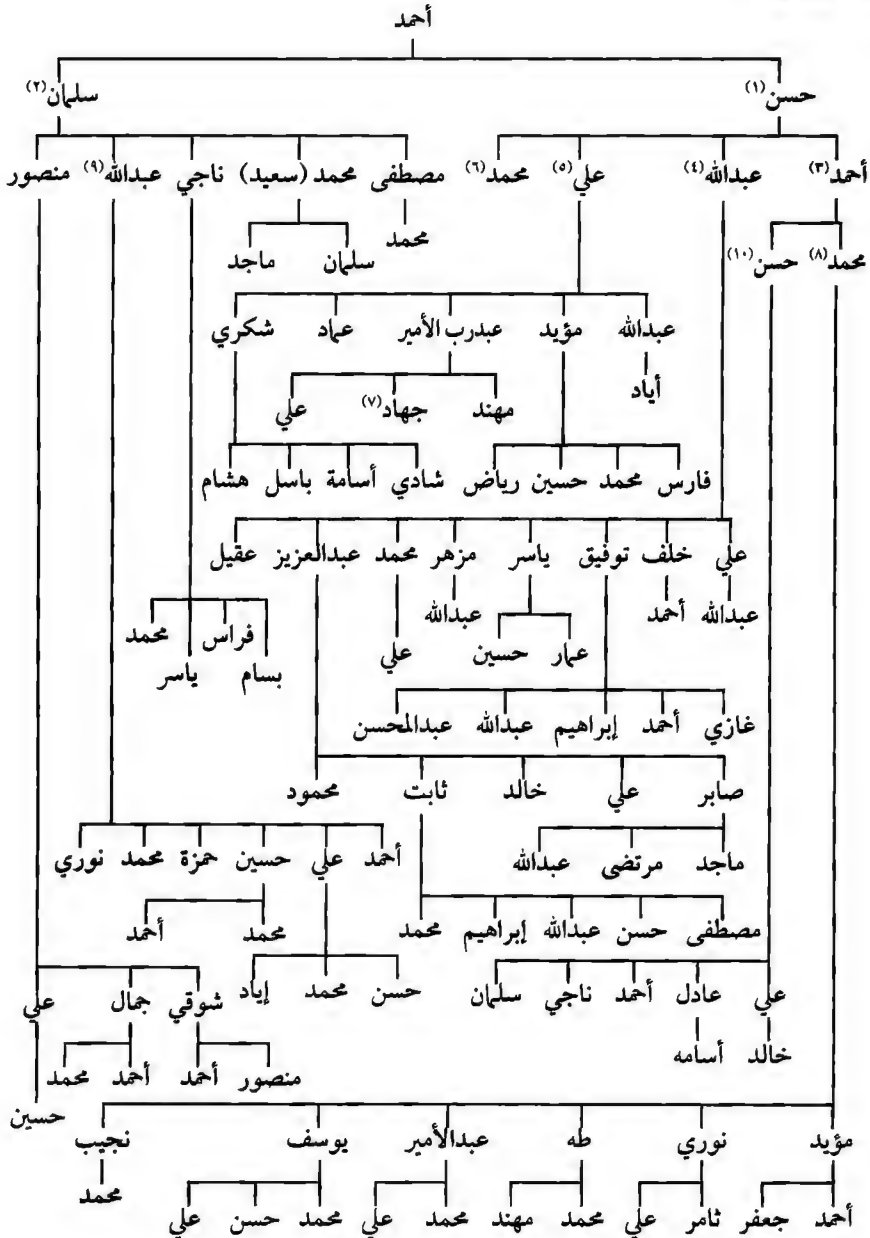 أحمد
حسن(١) سلمان(٢)
أحمد(٣) عبدالله(٤) علي(٥) محمد(٦) مصطفى محمد (سعيد) ناجي عبدالله(٩) منصور
محمد(٨) حسن(١٠) محمد سلمان ماجد
عبدالله مؤيد عبدرب الأمير عماد شكري
أياد مهند جهاد(٧) علي
فارس محمد حسين رياض شادي أسامة باسل هشام
علي خلف توفيق ياسر مزهر محمد عبدالعزيز عقيل
عبدالله أحمد عبدالله فراس محمد
عمار حسين علي بسام ياسر
غازي أحمد إبراهيم عبدالله عبدالمحسن
صابر علي خالد ثابت محمود
ماجد مرتضى عبدالله أحمد علي حسين حمزة محمد نوري
مصطفى حسن عبدالله إبراهيم محمد محمد أحمد
علي عادل أحمد ناجي سلمان حسن محمد إياد شوقي جمال علي
خالد أسامه منصور أحمد أحمد محمد
حسين
مؤيد نوري طه عبدالأمير يوسف نجيب
أحمد جعفر ثامر علي محمد مهند محمد علي محمد حسن علي محمد